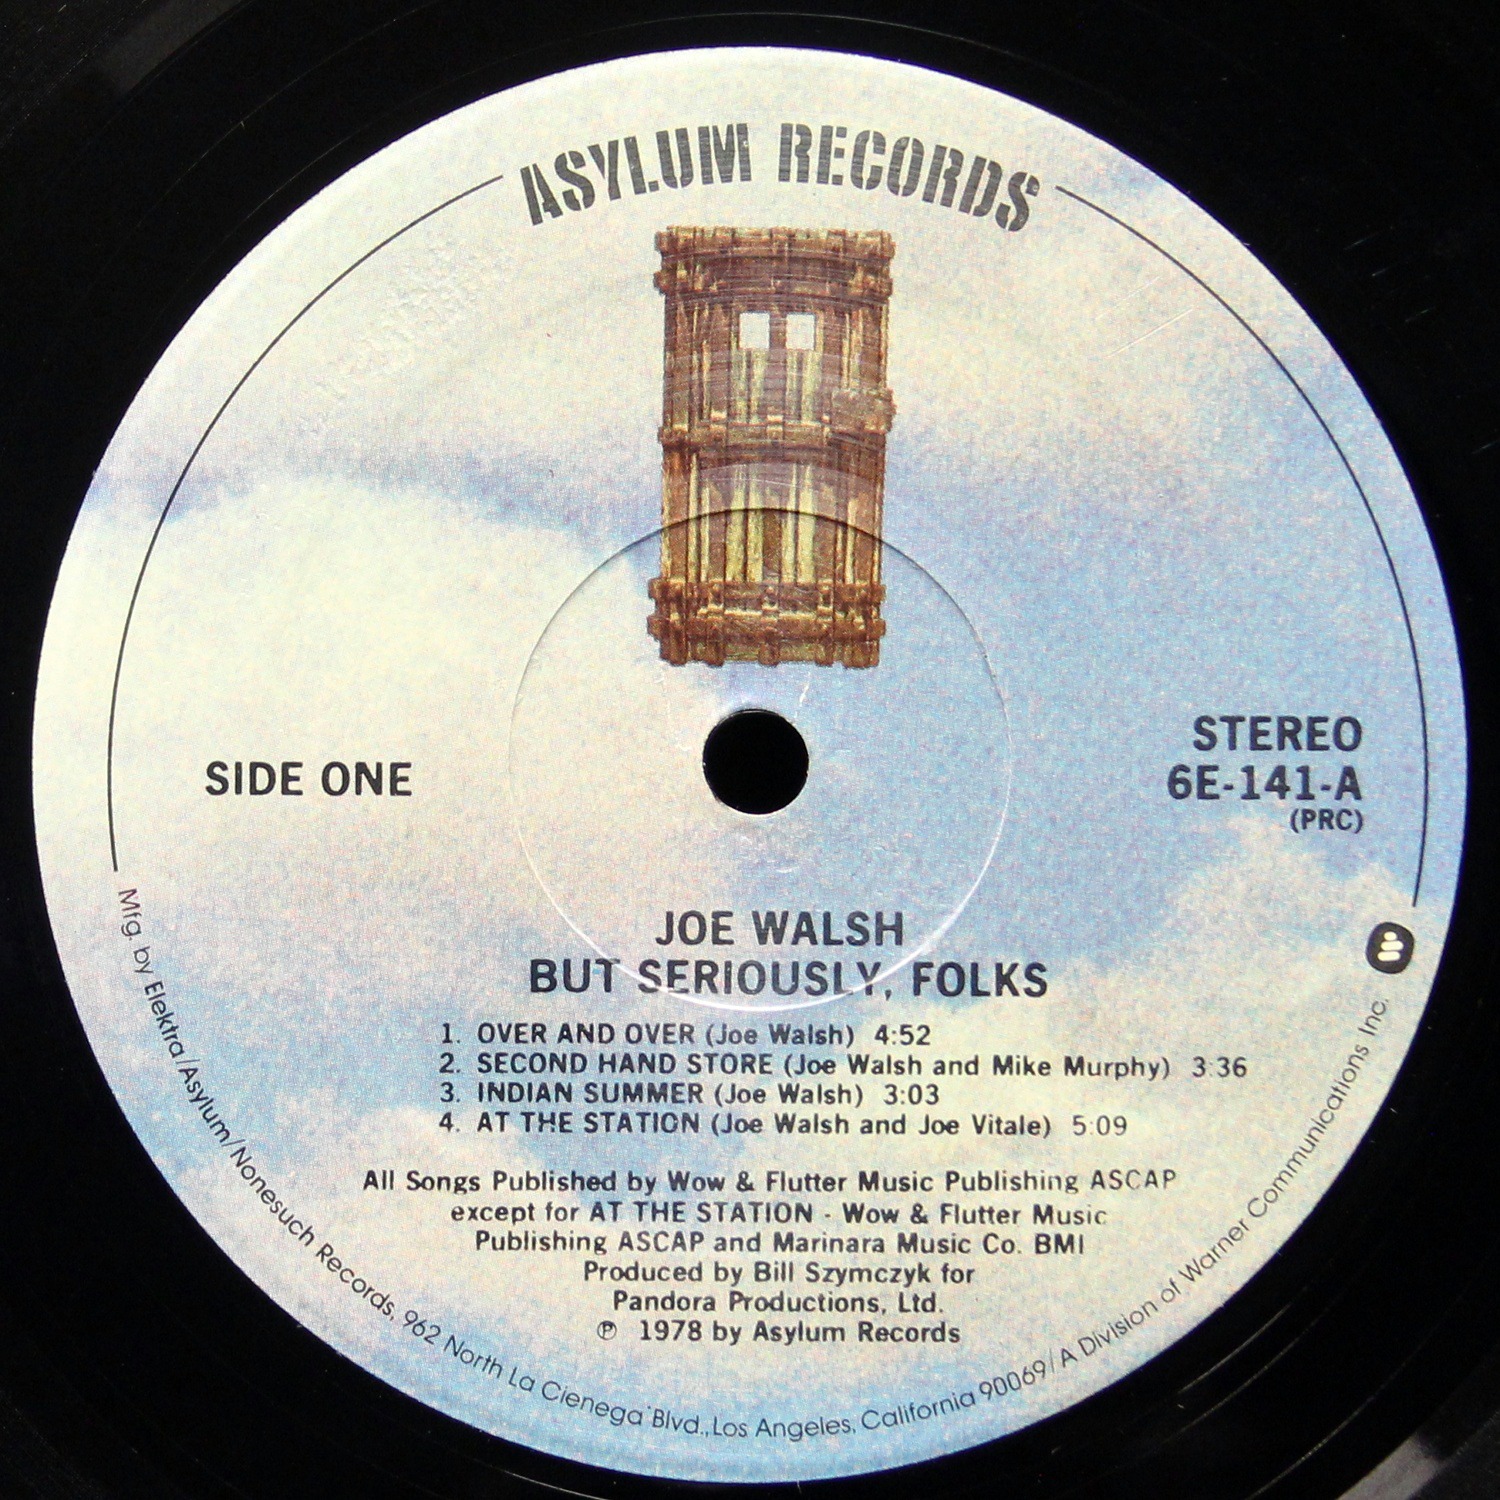 ASYLUM RECORDS
SIDE ONE
STEREO
6E-141-A
(PRC)
JOE WALSH
BUT SERIOUSLY, FOLKS
1. OVER AND OVER (Joe Walsh) 4:52
2. SECOND HAND STORE (Joe Walsh and Mike Murphy) 3:36
3. INDIAN SUMMER (Joe Walsh) 3:03
4. AT THE STATION (Joe Walsh and Joe Vitale) 5:09
All Songs Published by Wow & Flutter Music Publishing ASCAP
except for AT THE STATION - Wow & Flutter Music
Publishing ASCAP and Marinara Music Co. BMI
Produced by Bill Szymczyk for
Pandora Productions, Ltd.
℗ 1978 by Asylum Records
Mfg. by Elektra/Asylum/Nonesuch Records, 962 North La Cienega Blvd., Los Angeles, California 90069/A Division of Warner Communications Inc.